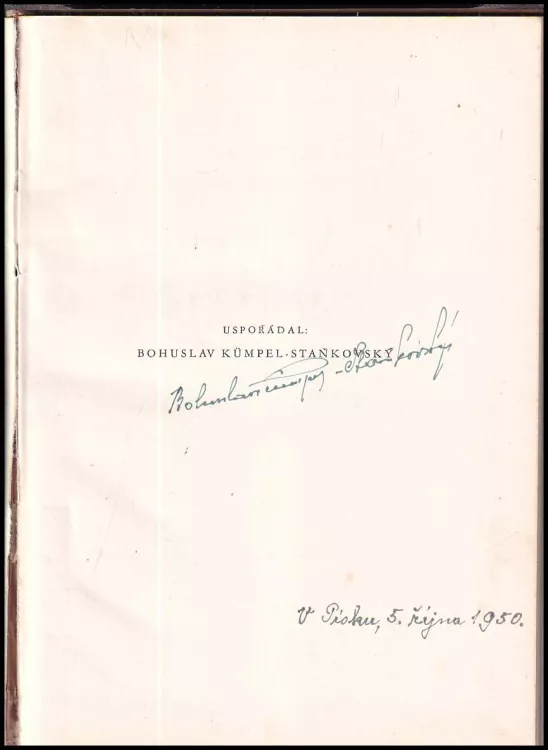 USPOŘÁDAL:
BOHUSLAV KÜMPEL-STAŇKOVSKÝ
Bohuslav Kümpel-Staňkovský
V Písku, 5. října 1950.